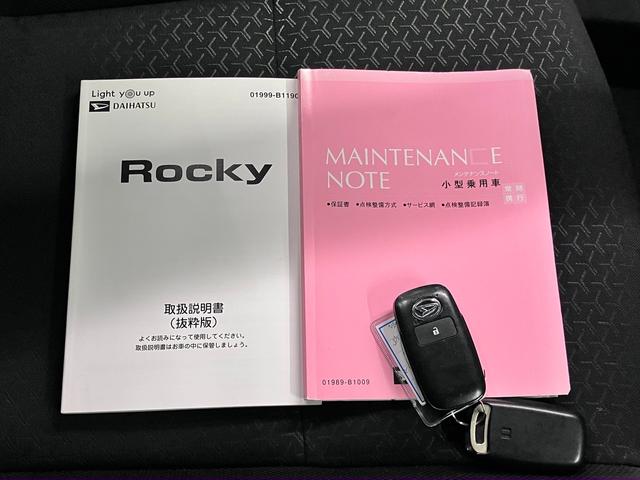 Light you up
DAIHATSU
01999-B1190
Rocky
取扱説明書
（抜粋版）
よくお読みになって使用してください。
取扱説明書はお車の中に保管しましょう。
MAINTENANCE
NOTE
メンテナンスノート
小型乗用車
常時
携行
●保証書 ●点検整備方式 ●サービス網 ●点検整備記録簿
01989-B1009